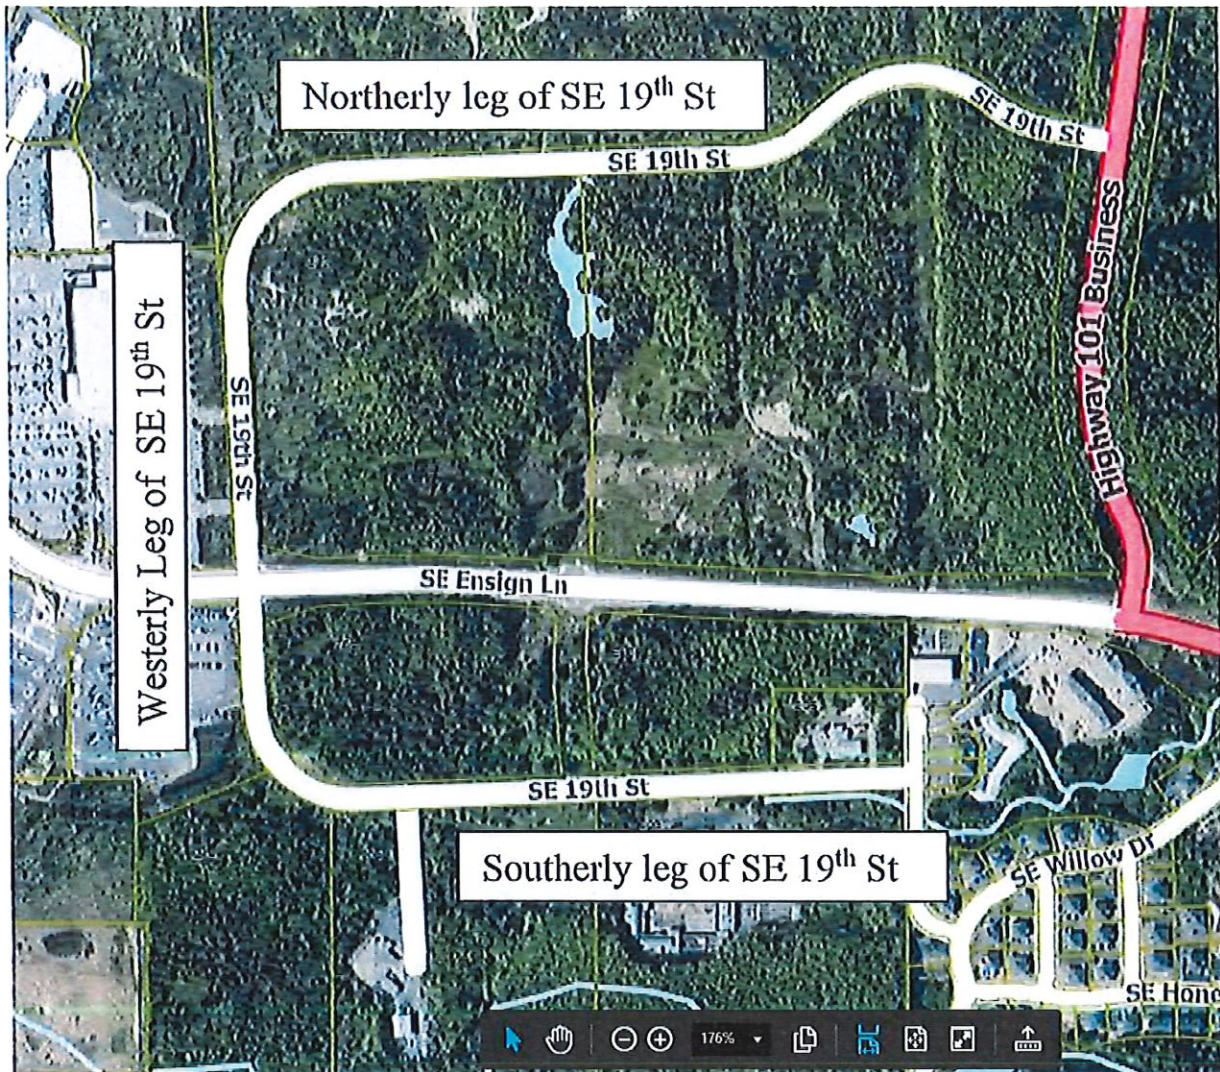 Northerly leg of SE 19th St
SE 19th St
SE 19th St
Highway 101 Business
Westerly Leg of SE 19th St
SE 19th St
SE Ensign Ln
SE 19th St
Southerly leg of SE 19th St
SE Willow Dr
SE Hono
176%